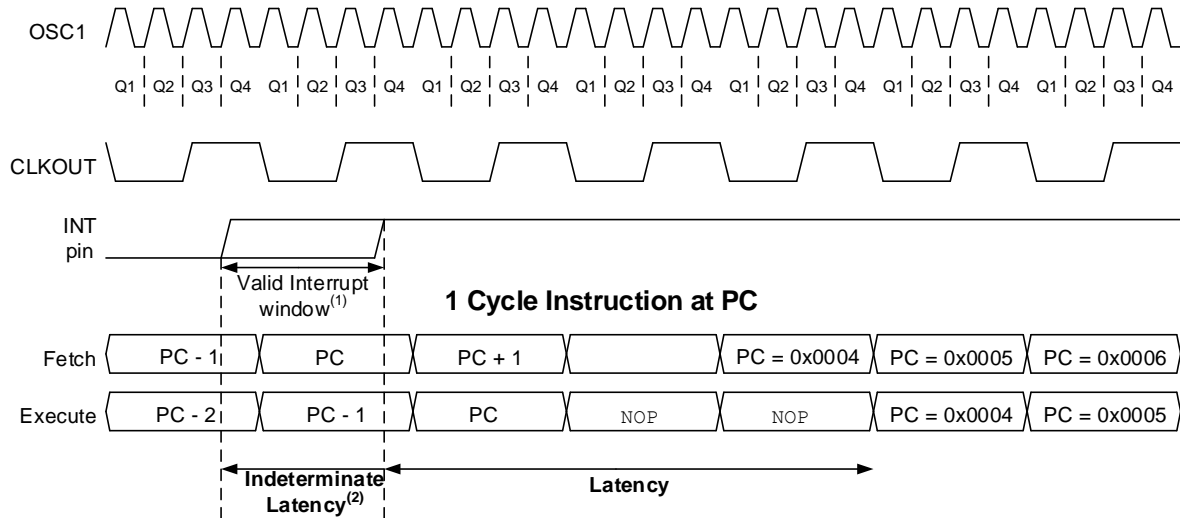 OSC1
Q1 Q2 Q3 Q4 Q1 Q2 Q3 Q4 Q1 Q2 Q3 Q4 Q1 Q2 Q3 Q4 Q1 Q2 Q3 Q4 Q1 Q2 Q3 Q4 Q1 Q2 Q3 Q4
CLKOUT
INT
pin
Valid Interrupt
window(1)
1 Cycle Instruction at PC
Fetch PC - 1 PC PC + 1 PC = 0x0004 PC = 0x0005 PC = 0x0006
Execute PC - 2 PC - 1 PC NOP NOP PC = 0x0004 PC = 0x0005
Indeterminate
Latency(2)
Latency